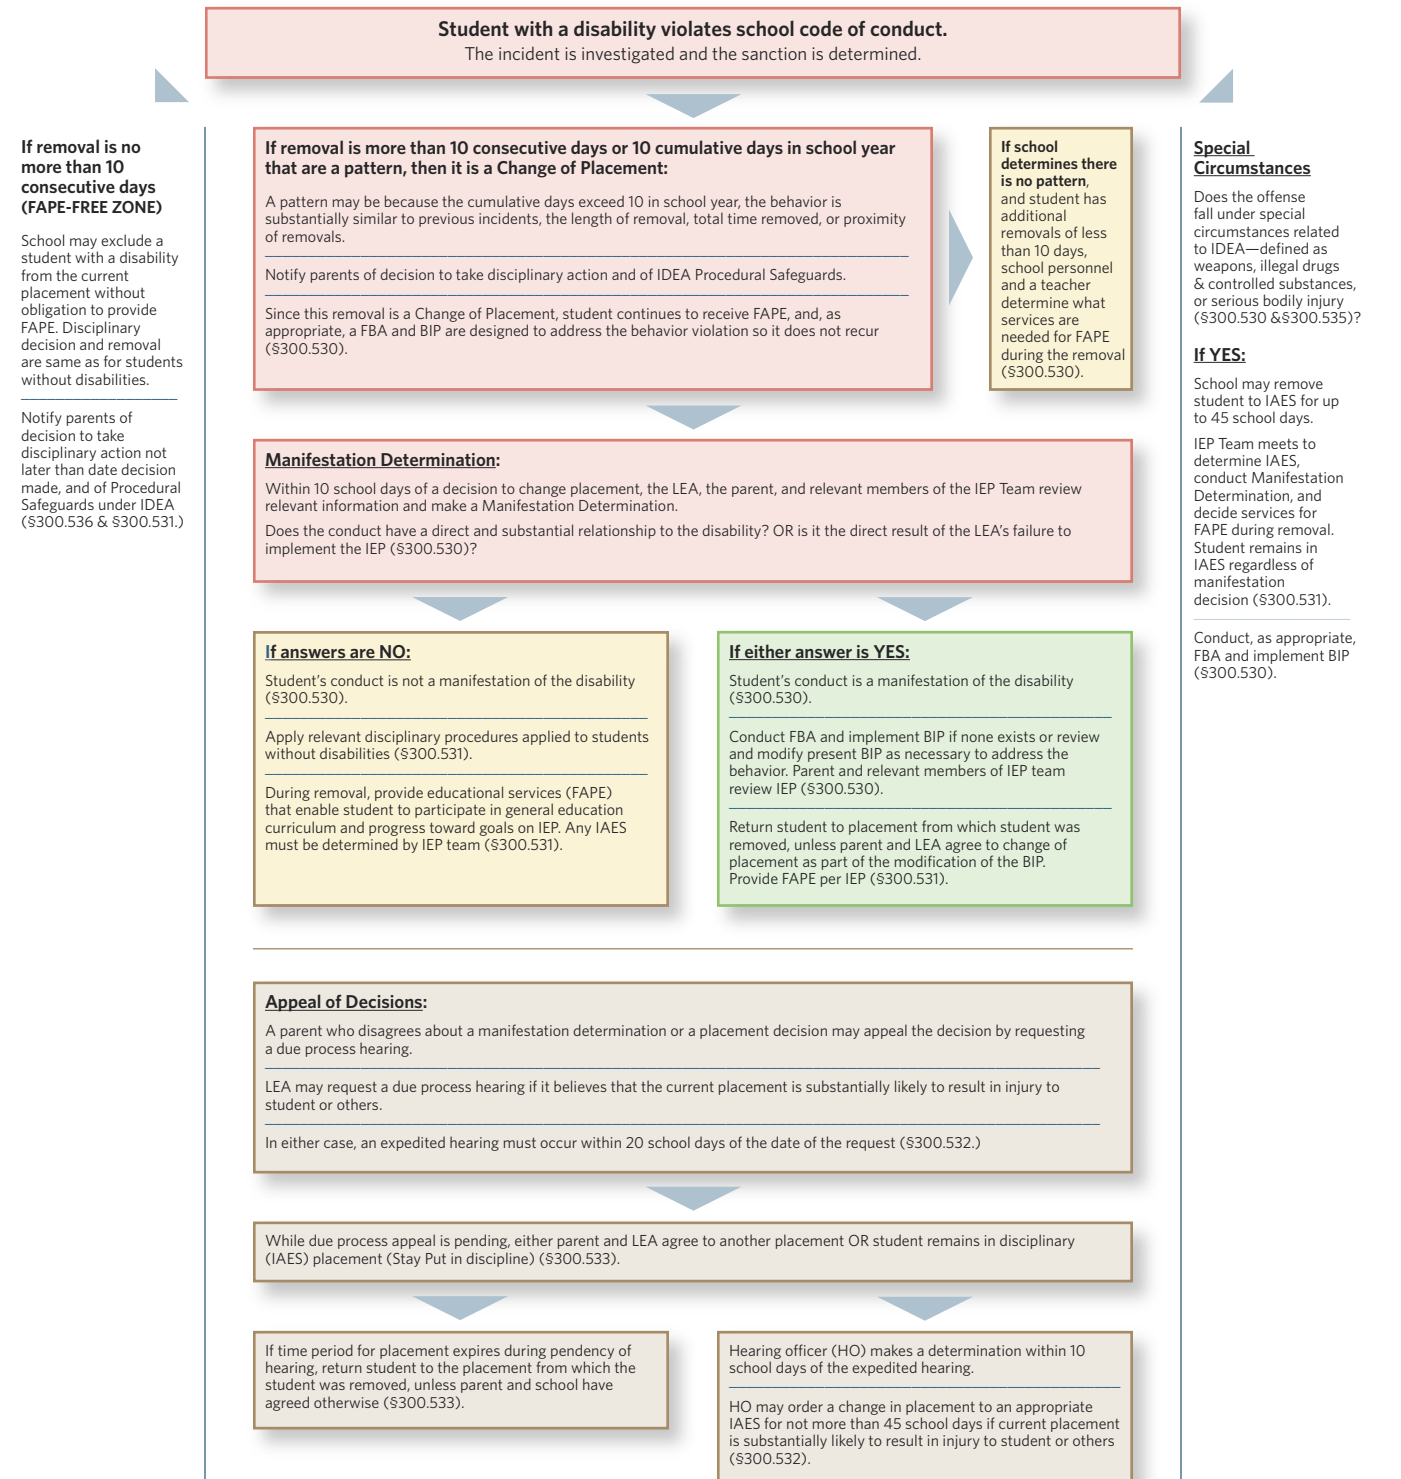 Student with a disability violates school code of conduct.
The incident is investigated and the sanction is determined.
If removal is no
more than 10
consecutive days
(FAPE-FREE ZONE)
School may exclude a
student with a disability
from the current
placement without
obligation to provide
FAPE. Disciplinary
decision and removal
are same as for students
without disabilities.
Notify parents of
decision to take
disciplinary action not
later than date decision
made, and of Procedural
Safeguards under IDEA
(§300.536 & §300.531.)
If removal is more than 10 consecutive days or 10 cumulative days in school year
that are a pattern, then it is a Change of Placement:
A pattern may be because the cumulative days exceed 10 in school year, the behavior is
substantially similar to previous incidents, the length of removal, total time removed, or proximity
of removals.
Notify parents of decision to take disciplinary action and of IDEA Procedural Safeguards.
Since this removal is a Change of Placement, student continues to receive FAPE, and, as
appropriate, a FBA and BIP are designed to address the behavior violation so it does not recur
(§300.530).
If school
determines there
is no pattern,
and student has
additional
removals of less
than 10 days,
school personnel
and a teacher
determine what
services are
needed for FAPE
during the removal
(§300.530).
Special
Circumstances
Does the offense
fall under special
circumstances related
to IDEA—defined as
weapons, illegal drugs
& controlled substances,
or serious bodily injury
(§300.530 &§300.535)?
If YES:
School may remove
student to IAES for up
to 45 school days.
IEP Team meets to
determine IAES,
conduct Manifestation
Determination, and
decide services for
FAPE during removal.
Student remains in
IAES regardless of
manifestation
decision (§300.531).
Conduct, as appropriate,
FBA and implement BIP
(§300.530).
Manifestation Determination:
Within 10 school days of a decision to change placement, the LEA, the parent, and relevant members of the IEP Team review
relevant information and make a Manifestation Determination.
Does the conduct have a direct and substantial relationship to the disability? OR is it the direct result of the LEA's failure to
implement the IEP (§300.530)?
If answers are NO:
Student's conduct is not a manifestation of the disability
(§300.530).
Apply relevant disciplinary procedures applied to students
without disabilities (§300.531).
During removal, provide educational services (FAPE)
that enable student to participate in general education
curriculum and progress toward goals on IEP. Any IAES
must be determined by IEP team (§300.531).
If either answer is YES:
Student's conduct is a manifestation of the disability
(§300.530).
Conduct FBA and implement BIP if none exists or review
and modify present BIP as necessary to address the
behavior. Parent and relevant members of IEP team
review IEP (§300.530).
Return student to placement from which student was
removed, unless parent and LEA agree to change of
placement as part of the modification of the BIP.
Provide FAPE per IEP (§300.531).
Appeal of Decisions:
A parent who disagrees about a manifestation determination or a placement decision may appeal the decision by requesting
a due process hearing.
LEA may request a due process hearing if it believes that the current placement is substantially likely to result in injury to
student or others.
In either case, an expedited hearing must occur within 20 school days of the date of the request (§300.532.)
While due process appeal is pending, either parent and LEA agree to another placement OR student remains in disciplinary
(IAES) placement (Stay Put in discipline) (§300.533).
If time period for placement expires during pendency of
hearing, return student to the placement from which the
student was removed, unless parent and school have
agreed otherwise (§300.533).
Hearing officer (HO) makes a determination within 10
school days of the expedited hearing.
HO may order a change in placement to an appropriate
IAES for not more than 45 school days if current placement
is substantially likely to result in injury to student or others
(§300.532).